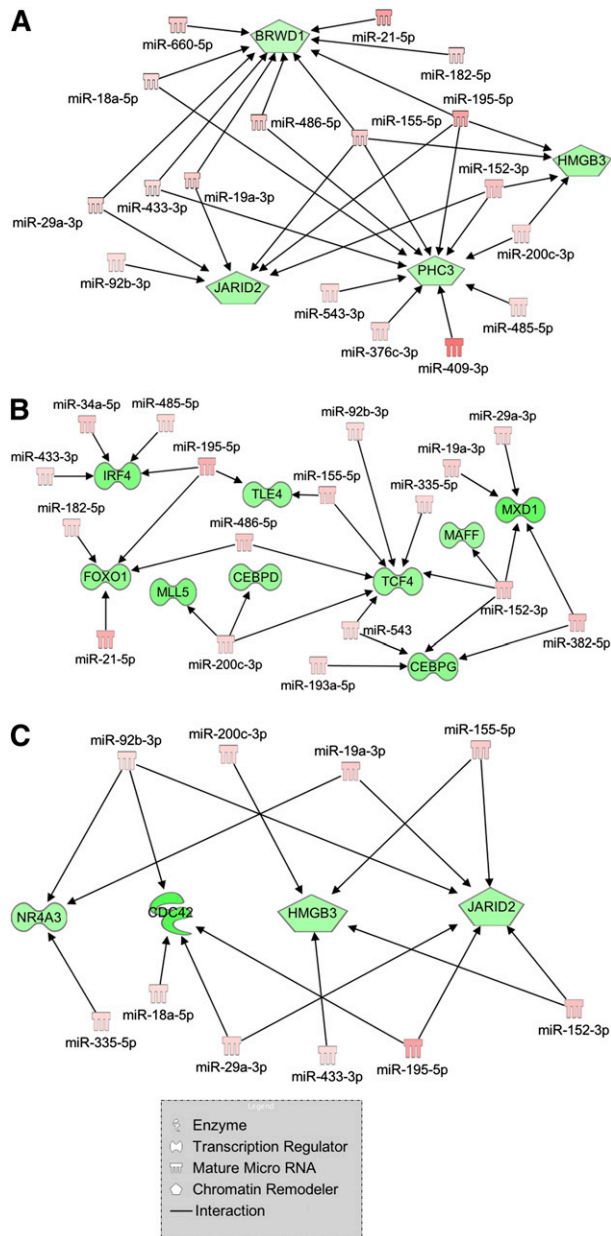 A
BRWD1
miR-21-5p
miR-660-5p
miR-182-5p
miR-18a-5p
miR-195-5p
miR-486-5p
miR-155-5p
HMGB3
miR-152-3p
miR-433-3p
miR-19a-3p
miR-29a-3p
miR-200c-3p
PHC3
miR-92b-3p
JARID2
miR-543-3p
miR-485-5p
miR-376c-3p
miR-409-3p
B
miR-34a-5p
miR-485-5p
miR-92b-3p
miR-29a-3p
miR-433-3p
miR-195-5p
miR-19a-3p
IRF4
miR-155-5p
miR-335-5p
TLE4
MXD1
miR-182-5p
miR-486-5p
MAFF
FOXO1
MLL5
CEBPD
TCF4
miR-152-3p
miR-21-5p
miR-200c-3p
miR-543
miR-382-5p
CEBPG
miR-193a-5p
C
miR-92b-3p
miR-200c-3p
miR-19a-3p
miR-155-5p
NR4A3
CDC42
HMGB3
JARID2
miR-335-5p
miR-18a-5p
miR-29a-3p
miR-433-3p
miR-195-5p
miR-152-3p
Legend
Enzyme
Transcription Regulator
Mature Micro RNA
Chromatin Remodeler
Interaction